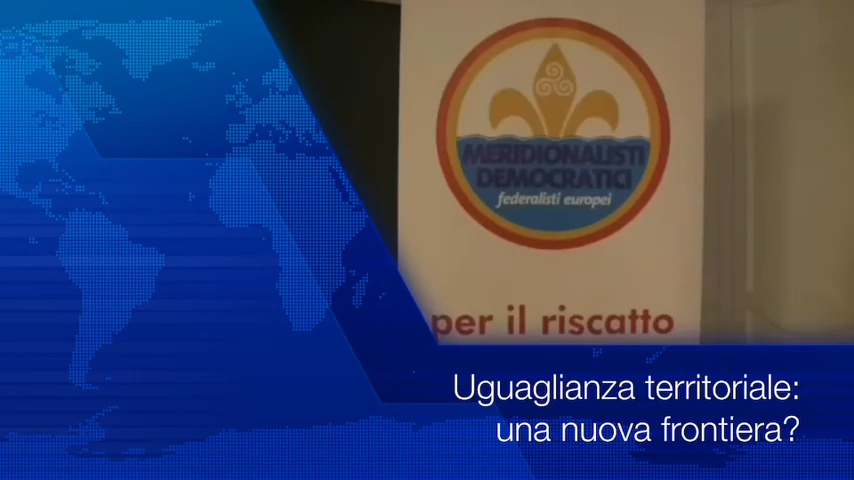 MERIDIONALISTI
DEMOCRATICI
federalisti europei
per il riscatto
Uguaglianza territoriale:
una nuova frontiera?